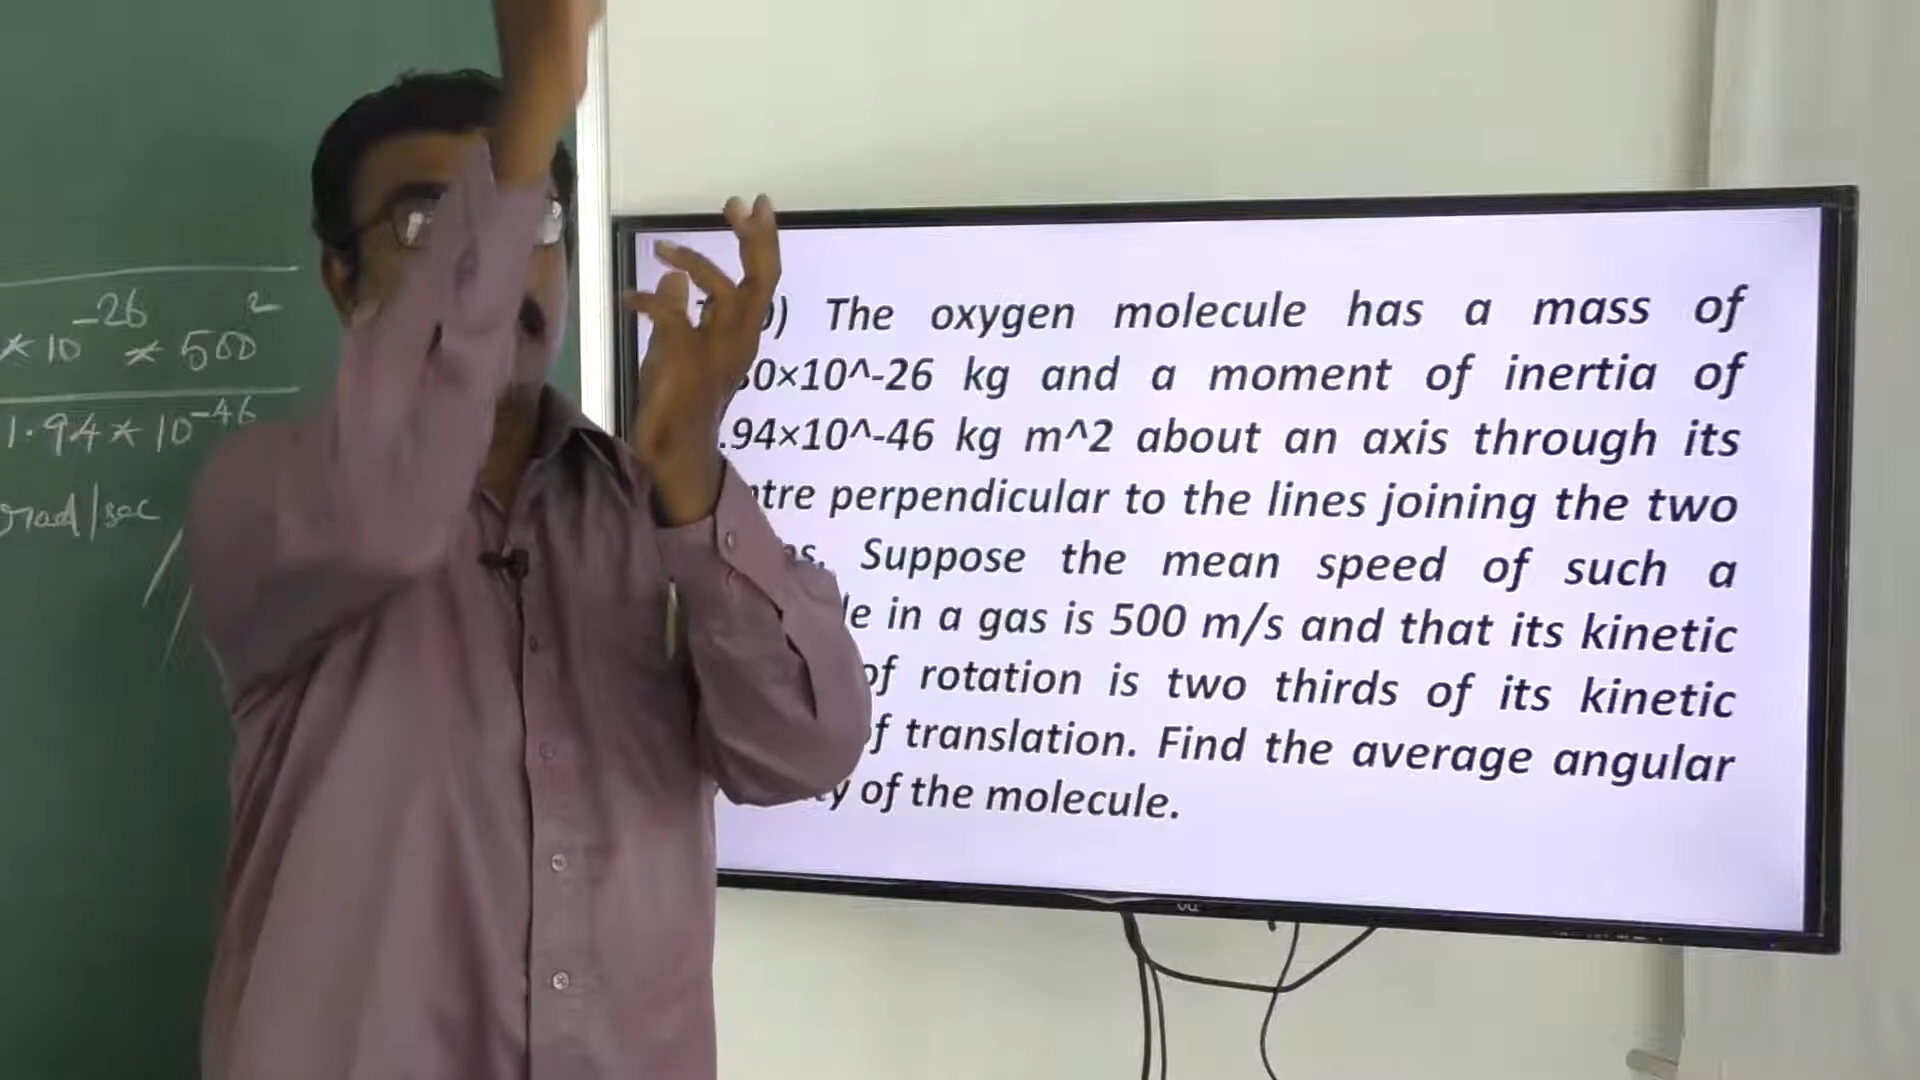 * 10^-26 * 500^2
1.94 * 10^-46
rad/sec
The oxygen molecule has a mass of
0×10^-26 kg and a moment of inertia of
.94×10^-46 kg m^2 about an axis through its
perpendicular to the lines joining the two
Suppose the mean speed of such a
in a gas is 500 m/s and that its kinetic
of rotation is two thirds of its kinetic
of translation. Find the average angular
of the molecule.